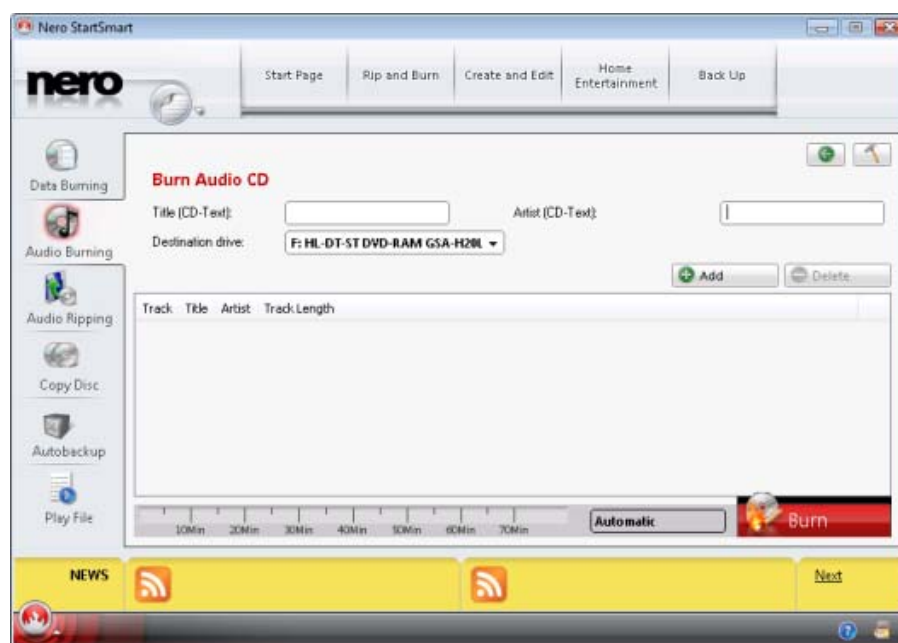 Nero StartSmart
nero
Start Page
Rip and Burn
Create and Edit
Home
Entertainment
Back Up
Data Burning
Audio Burning
Audio Ripping
Copy Disc
Autobackup
Play File
Burn Audio CD
Title (CD-Text):
Artist (CD-Text):
Destination drive:
F: HL-DT-ST DVD-RAM GSA-H20L
Add
Delete
Track Title Artist Track Length
10Min 20Min 30Min 40Min 50Min 60Min 70Min
Automatic
Burn
NEWS
Next